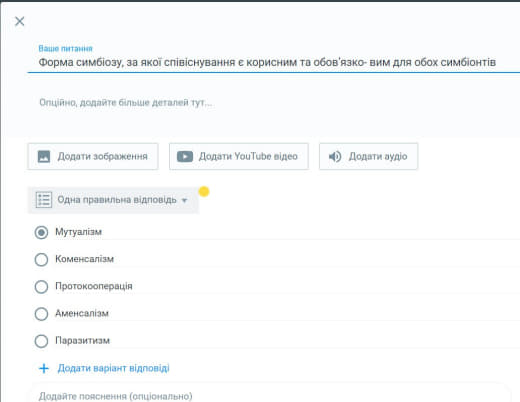 Ваше питання
Форма симбіозу, за якої співіснування є корисним та обов'язко- вим для обох симбіонтів
Опційно, додайте більше деталей тут...
Додати зображення
Додати YouTube відео
Додати аудіо
Одна правильна відповідь
Мутуалізм
Коменсалізм
Протокооперація
Аменсалізм
Паразитизм
+ Додати варіант відповіді
Додайте пояснення (опціонально)